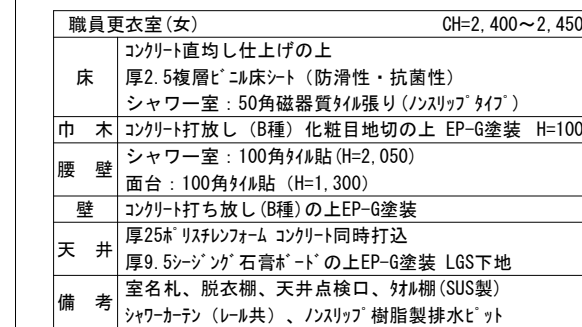 職員更衣室(女) CH=2,400～2,450
床
ｺﾝｸﾘｰﾄ直均し仕上げの上
厚2.5複層ﾋﾞﾆﾙ床ｼｰﾄ (防滑性・抗菌性)
シャワー室：50角磁器質ﾀｲﾙ張り(ﾉﾝｽﾘｯﾌﾟﾀｲﾌﾟ)
巾 木 ｺﾝｸﾘｰﾄ打放し (B種) 化粧目地切の上 EP-G塗装 H=100
腰 壁
シャワー室：100角ﾀｲﾙ貼(H=2,050)
面台：100角ﾀｲﾙ貼 (H=1,300)
壁 ｺﾝｸﾘｰﾄ打ち放し(B種)の上EP-G塗装
天 井
厚25ﾎﾟﾘｽﾁﾚﾝﾌｫｰﾑ ｺﾝｸﾘｰﾄ同時打込
厚9.5ｼｰｼﾞﾝｸﾞ石膏ﾎﾞｰﾄﾞの上EP-G塗装 LGS下地
備 考
室名札、脱衣棚、天井点検口、ﾀｵﾙ棚(SUS製)
ｼｬﾜｰｶｰﾃﾝ (ﾚｰﾙ共) 、ﾉﾝｽﾘｯﾌﾟ樹脂製排水ﾋﾟｯﾄ